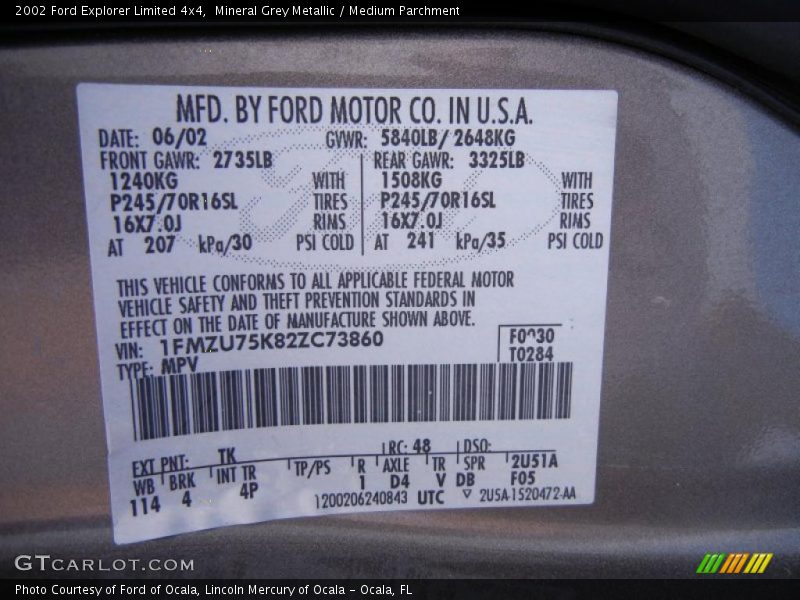 2002 Ford Explorer Limited 4x4, Mineral Grey Metallic / Medium Parchment
MFD. BY FORD MOTOR CO. IN U.S.A.
DATE: 06/02 GVWR: 5840LB/ 2648KG
FRONT GAWR: 2735LB REAR GAWR: 3325LB
1240KG WITH 1508KG WITH
P245/70R16SL TIRES P245/70R16SL TIRES
16X7.0J RIMS 16X7.0J RIMS
AT 207 kPa/30 PSI COLD AT 241 kPa/35 PSI COLD
THIS VEHICLE CONFORMS TO ALL APPLICABLE FEDERAL MOTOR
VEHICLE SAFETY AND THEFT PREVENTION STANDARDS IN
EFFECT ON THE DATE OF MANUFACTURE SHOWN ABOVE.
VIN: 1FMZU75K82ZC73860
TYPE: MPV
T0284
EXT PNT: TK RC: 48 DSO:
WB BRK INT TR TP/PS R AXLE TR SPR 2U51A
114 4 4P 1 D4 V DB F05
1200206240843 UTC 2U5A-1520472-AA
GTCARLOT.COM
Photo Courtesy of Ford of Ocala, Lincoln Mercury of Ocala - Ocala, FL